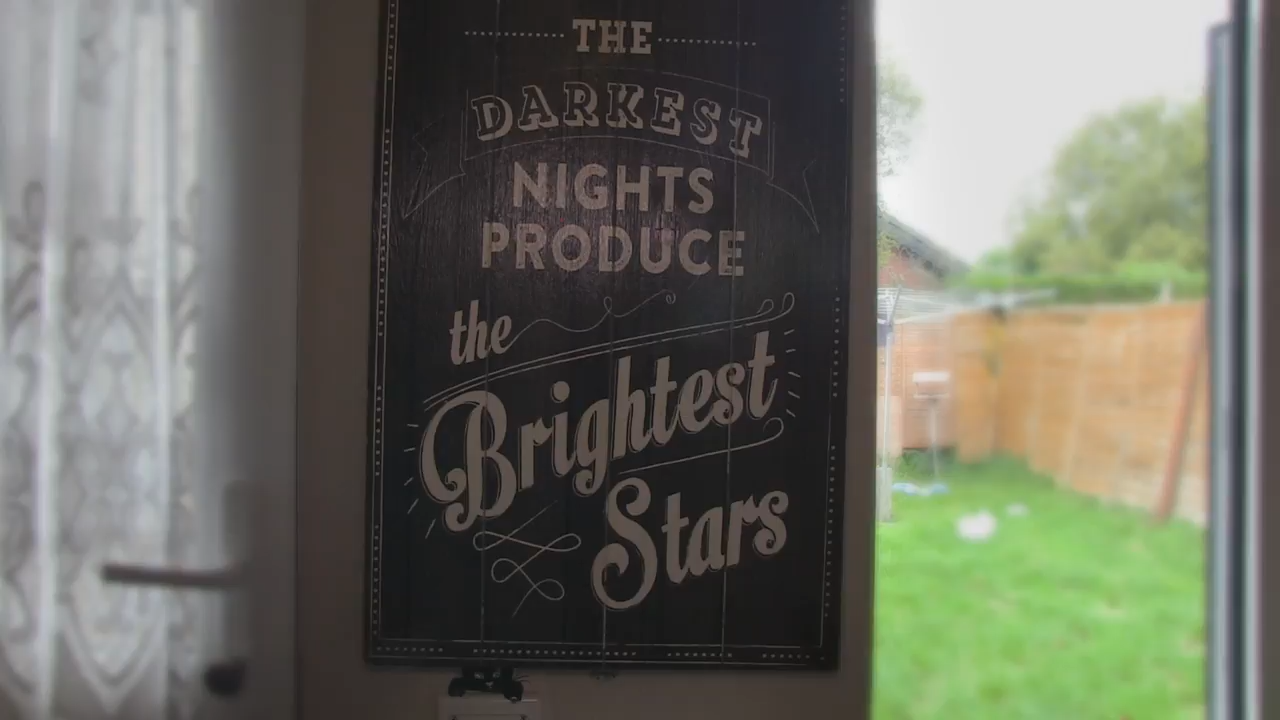 THE
DARKEST
NIGHTS
PRODUCE
the
Brightest
Stars